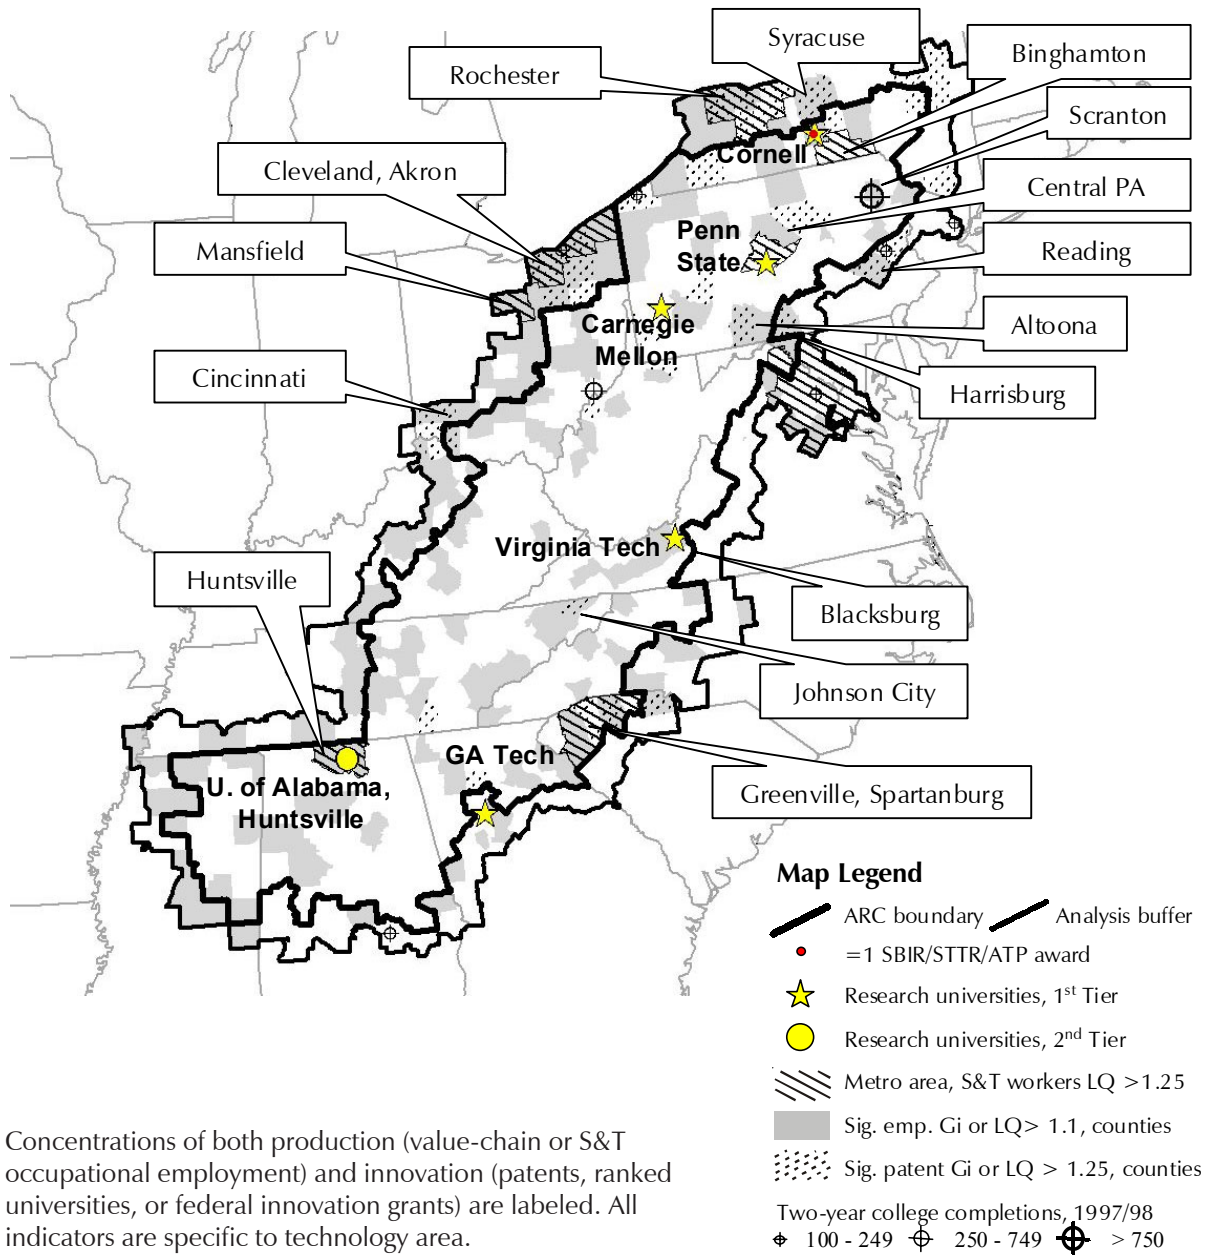 Syracuse
Binghamton
Rochester
Scranton
Cornell
Cleveland, Akron
Central PA
Penn
State
Mansfield
Reading
Carnegie
Mellon
Altoona
Cincinnati
Harrisburg
Virginia Tech
Huntsville
Blacksburg
Johnson City
GA Tech
U. of Alabama,
Huntsville
Greenville, Spartanburg
Map Legend
ARC boundary Analysis buffer
=1 SBIR/STTR/ATP award
Research universities, 1st Tier
Research universities, 2nd Tier
Metro area, S&T workers LQ >1.25
Sig. emp. Gi or LQ> 1.1, counties
Sig. patent Gi or LQ > 1.25, counties
Two-year college completions, 1997/98
100 - 249 250 - 749 > 750
Concentrations of both production (value-chain or S&T
occupational employment) and innovation (patents, ranked
universities, or federal innovation grants) are labeled. All
indicators are specific to technology area.